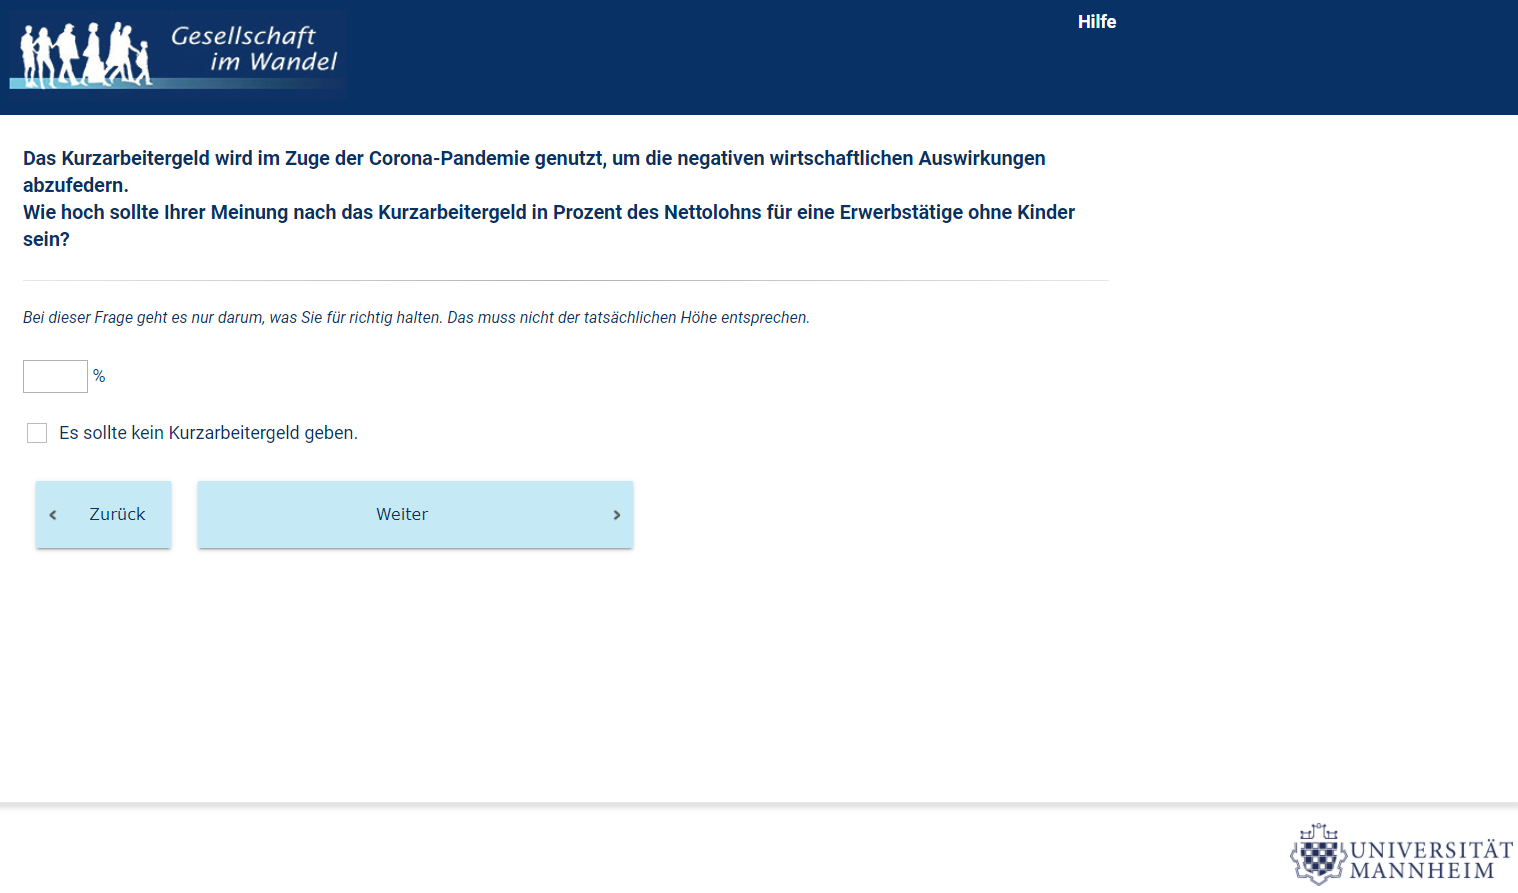 Gesellschaft
im Wandel
Hilfe
Das Kurzarbeitergeld wird im Zuge der Corona-Pandemie genutzt, um die negativen wirtschaftlichen Auswirkungen
abzufedern.
Wie hoch sollte Ihrer Meinung nach das Kurzarbeitergeld in Prozent des Nettolohns für eine Erwerbstätige ohne Kinder
sein?
Bei dieser Frage geht es nur darum, was Sie für richtig halten. Das muss nicht der tatsächlichen Höhe entsprechen.
%
Es sollte kein Kurzarbeitergeld geben.
Zurück
Weiter
UNIVERSITÄT
MANNHEIM